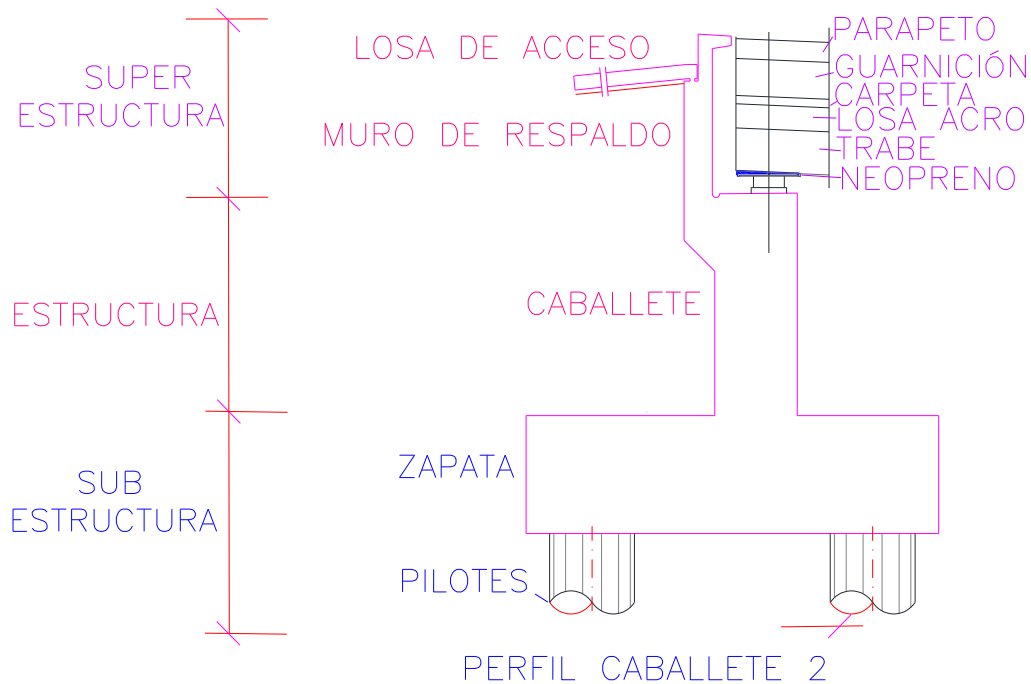 SUPER
ESTRUCTURA
ESTRUCTURA
SUB
ESTRUCTURA
LOSA DE ACCESO
MURO DE RESPALDO
CABALLETE
ZAPATA
PILOTES
PARAPETO
GUARNICIÓN
CARPETA
LOSA ACRO
TRABE
NEOPRENO
PERFIL CABALLETE 2